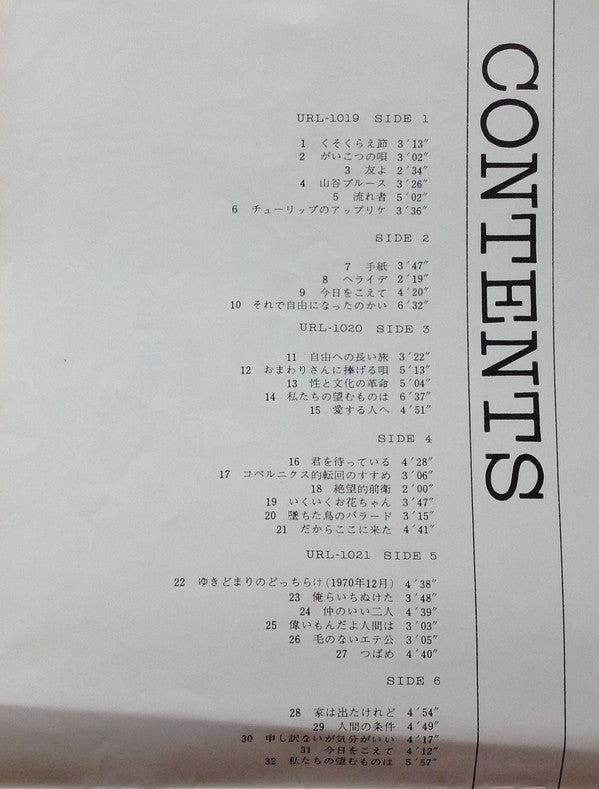 CONTENTS
URL-1019 SIDE 1
1 くそくらえ節 3′13″
2 がいこつの唄 3′02″
3 友よ 2′34″
4 山谷ブルース 3′26″
5 流れ者 5′02″
6 チューリップのアップリケ 3′36″
SIDE 2
7 手紙 3′47″
8 ヘライデ 2′19″
9 今日をこえて 4′20″
10 それで自由になったのかい 6′32″
URL-1020 SIDE 3
11 自由への長い旅 3′22″
12 おまわりさんに捧げる唄 5′13″
13 性と文化の革命 5′04″
14 私たちの望むものは 6′37″
15 愛する人へ 4′51″
SIDE 4
16 君を待っている 4′28″
17 コペルニクス的転回のすすめ 3′06″
18 絶望的前衛 2′00″
19 いくいくお花ちゃん 3′47″
20 墜ちた鳥のバラード 3′15″
21 だからここに来た 4′41″
URL-1021 SIDE 5
22 ゆきどまりのどっちらけ(1970年12月) 4′38″
23 俺らいちぬけた 3′48″
24 仲のいい二人 4′39″
25 偉いもんだよ人間は 3′03″
26 毛のないエテ公 3′05″
27 つばめ 4′40″
SIDE 6
28 家は出たけれど 4′54″
29 人間の条件 4′49″
30 申し訳ないが気分がいい 4′17″
31 今日をこえて 4′12″
32 私たちの望むものは 5′57″